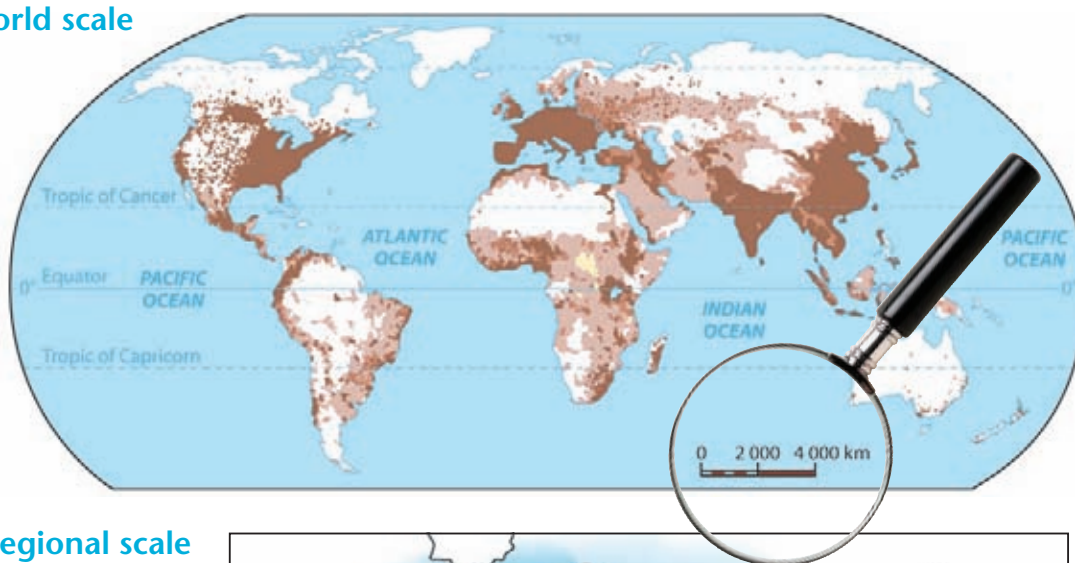 orld scale
Tropic of Cancer
ATLANTIC
OCEAN
PACIFIC
OCEAN
0° Equator
PACIFIC
OCEAN
0°
INDIAN
OCEAN
Tropic of Capricorn
0 2 000 4 000 km
egional scale